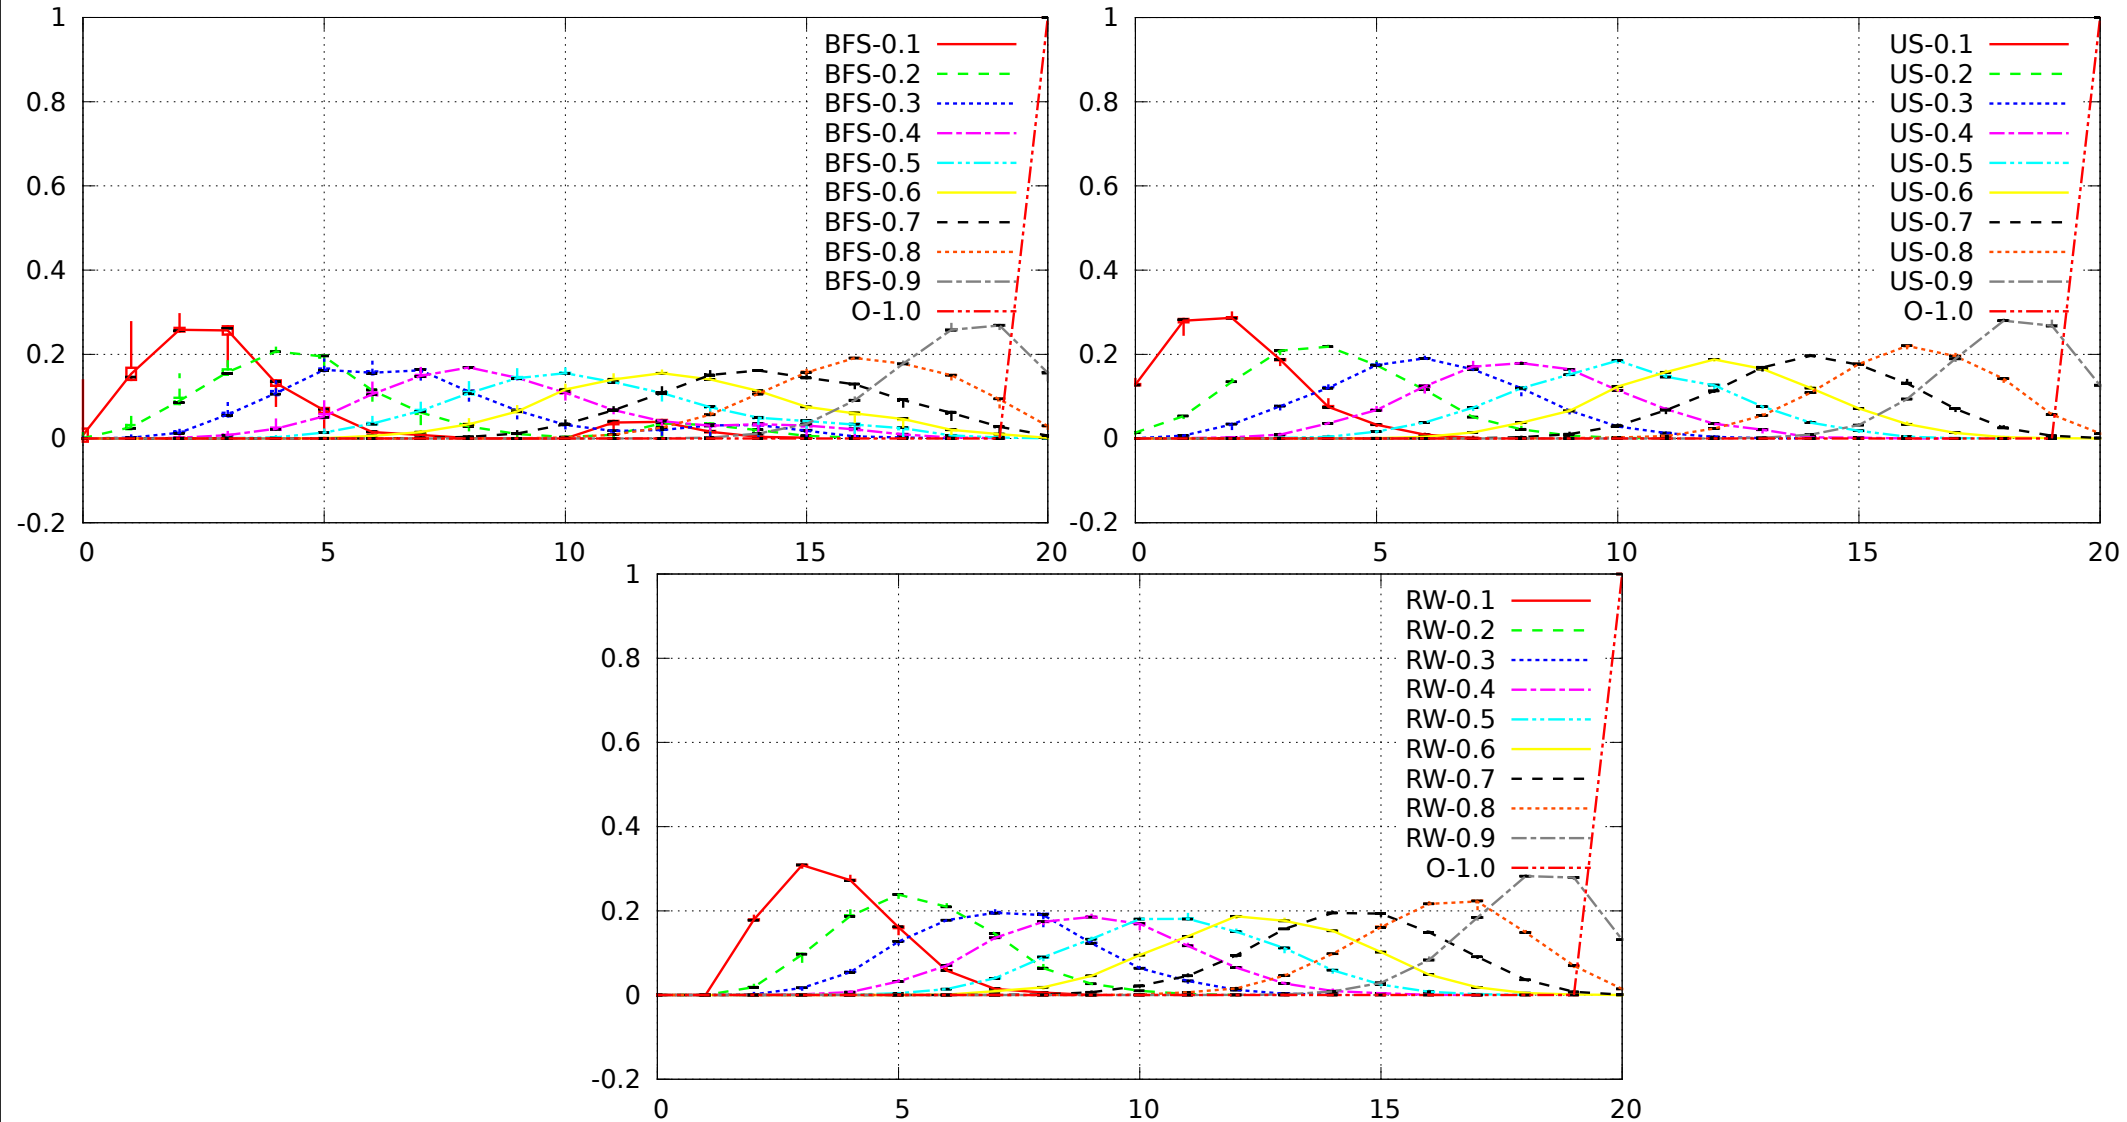 1
0.8
0.6
0.4
0.2
0
-0.2
0 5 10 15 20
BFS-0.1
BFS-0.2
BFS-0.3
BFS-0.4
BFS-0.5
BFS-0.6
BFS-0.7
BFS-0.8
BFS-0.9
O-1.0
1
0.8
0.6
0.4
0.2
0
-0.2
0 5 10 15 20
US-0.1
US-0.2
US-0.3
US-0.4
US-0.5
US-0.6
US-0.7
US-0.8
US-0.9
O-1.0
1
0.8
0.6
0.4
0.2
0
-0.2
0 5 10 15 20
RW-0.1
RW-0.2
RW-0.3
RW-0.4
RW-0.5
RW-0.6
RW-0.7
RW-0.8
RW-0.9
O-1.0